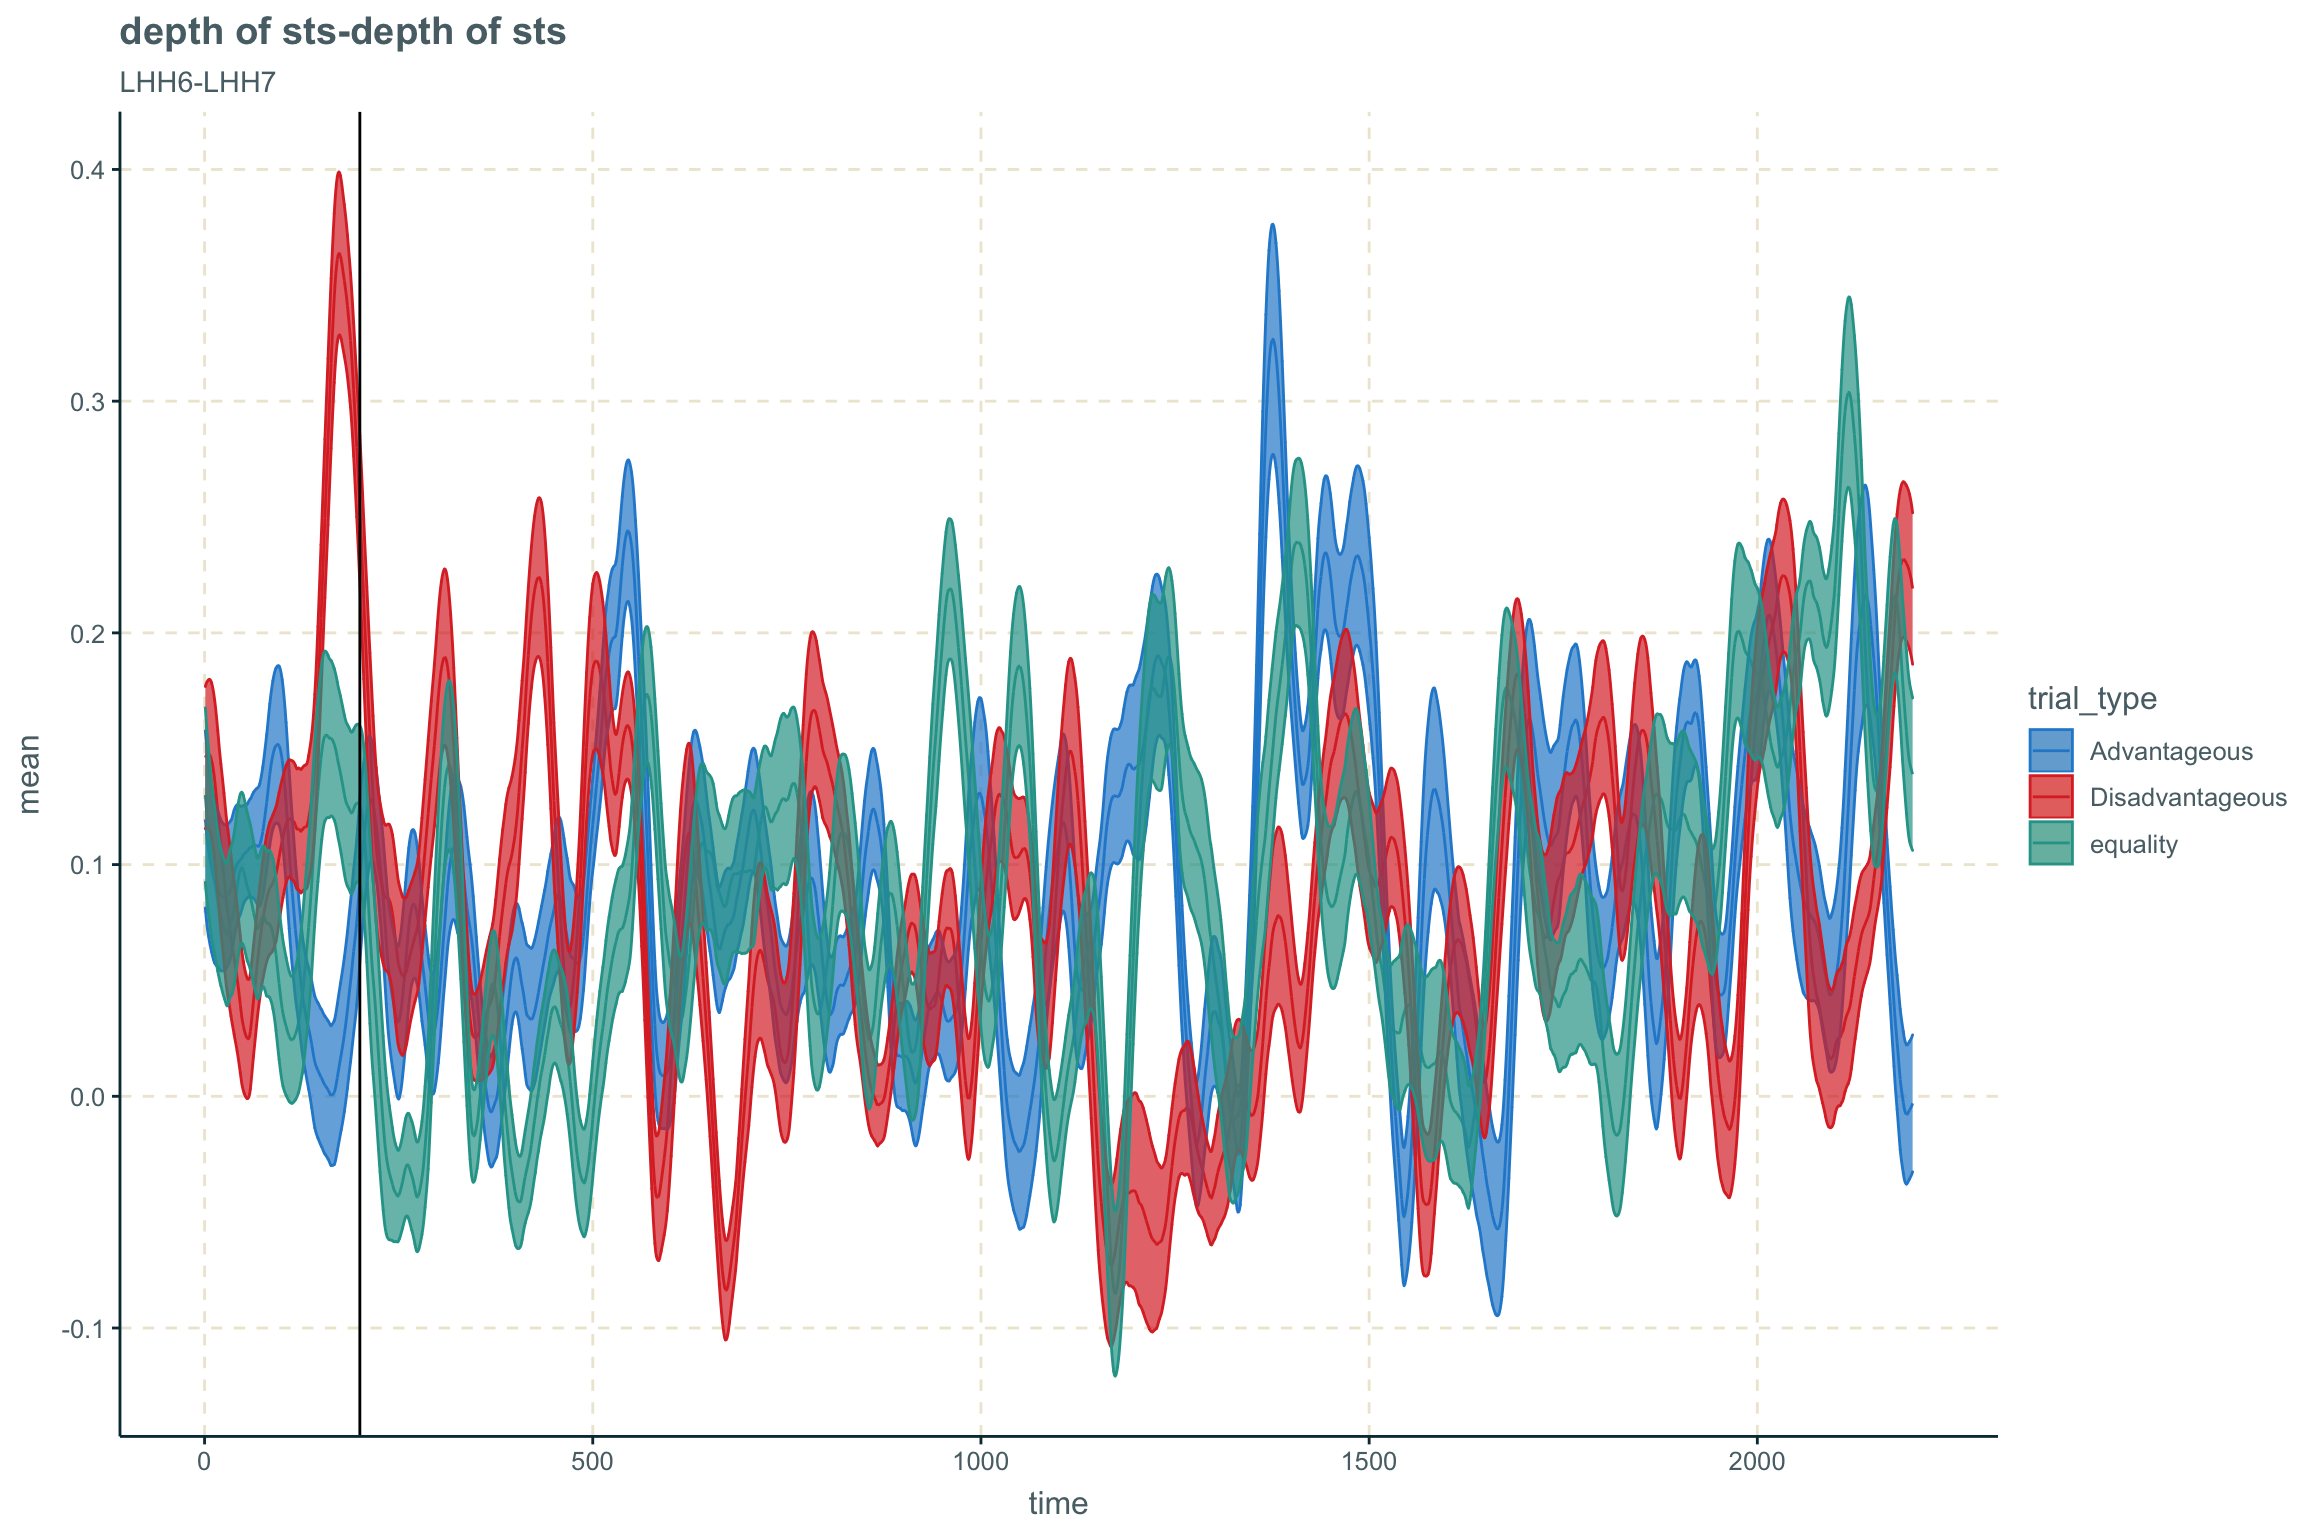 depth of sts-depth of sts
LHH6-LHH7
0.4
0.3
0.2
0.1
0.0
-0.1
mean
0 500 1000 1500 2000
time
trial_type
Advantageous
Disadvantageous
equality